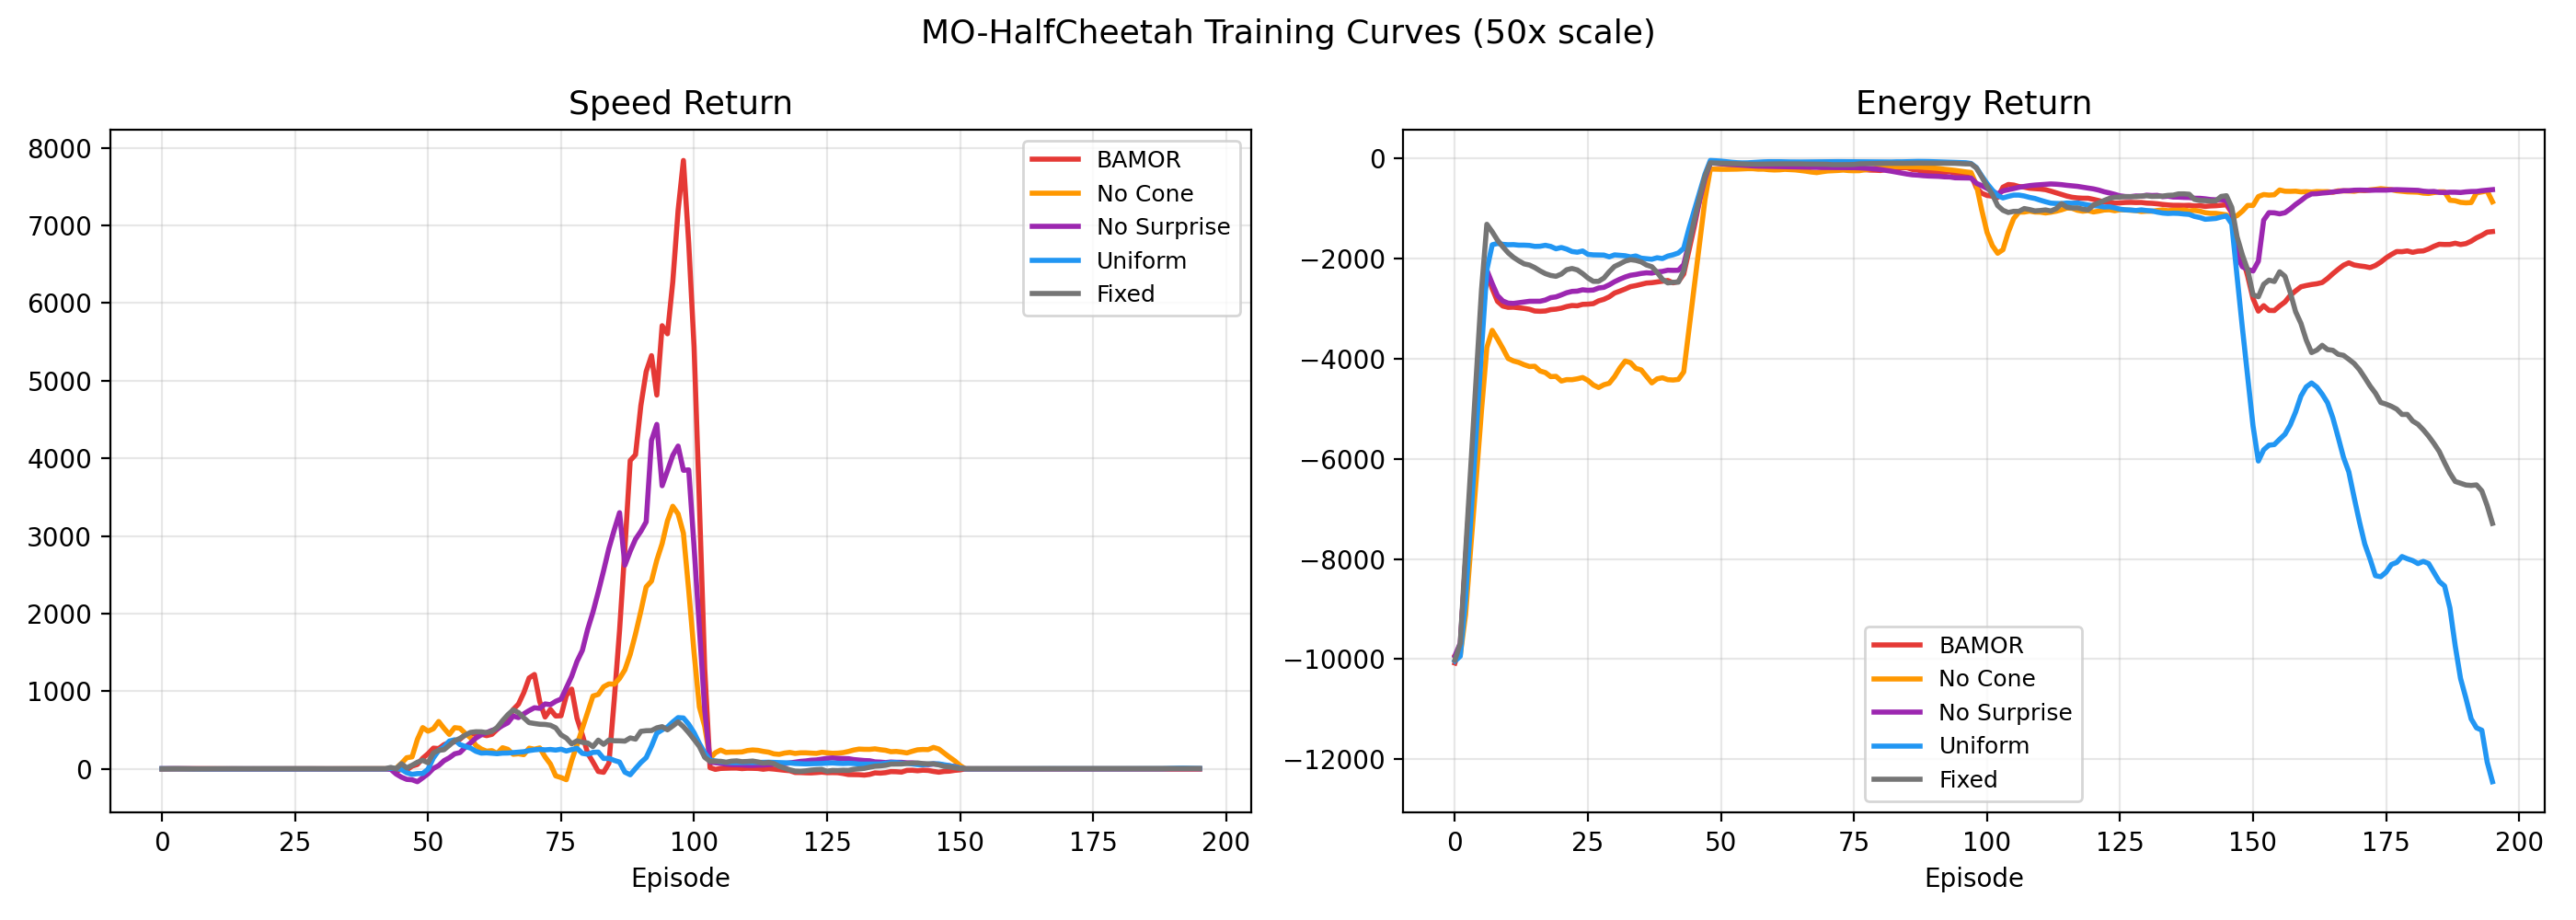 MO-HalfCheetah Training Curves (50x scale)
Speed Return
8000
7000
6000
5000
4000
3000
2000
1000
0
0 25 50 75 100 125 150 175 200
Episode
BAMOR
No Cone
No Surprise
Uniform
Fixed
Energy Return
0
−2000
−4000
−6000
−8000
−10000
−12000
0 25 50 75 100 125 150 175 200
Episode
BAMOR
No Cone
No Surprise
Uniform
Fixed